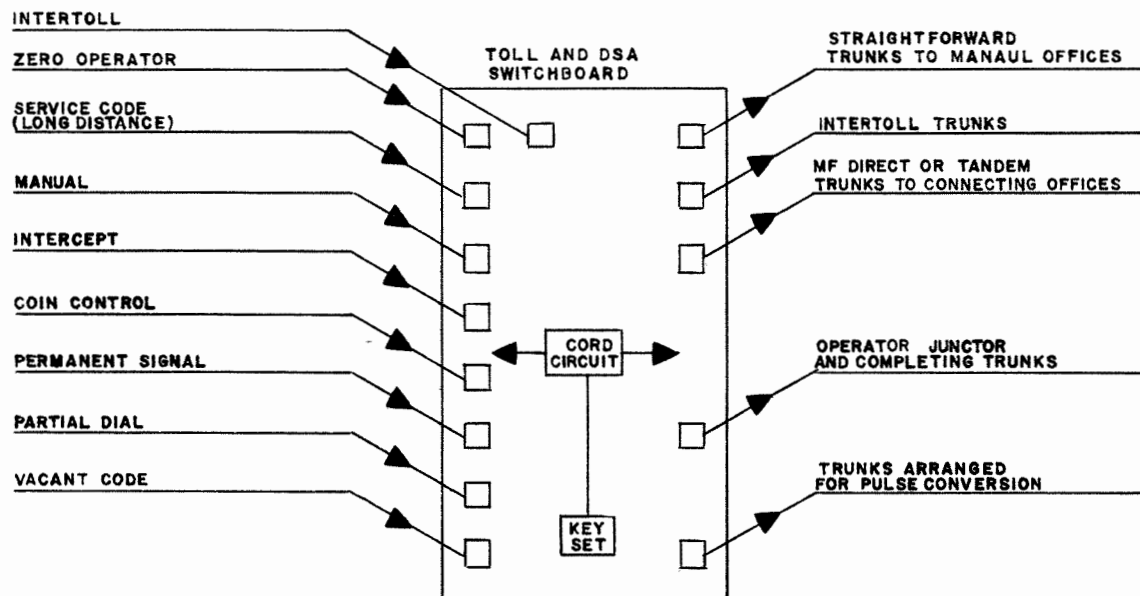 INTERTOLL
ZERO OPERATOR
SERVICE CODE
(LONG DISTANCE)
MANUAL
INTERCEPT
COIN CONTROL
PERMANENT SIGNAL
PARTIAL DIAL
VACANT CODE
TOLL AND DSA
SWITCHBOARD
CORD
CIRCUIT
KEY
SET
STRAIGHTFORWARD
TRUNKS TO MANAUL OFFICES
INTERTOLL TRUNKS
MF DIRECT OR TANDEM
TRUNKS TO CONNECTING OFFICES
OPERATOR JUNCTOR
AND COMPLETING TRUNKS
TRUNKS ARRANGED
FOR PULSE CONVERSION